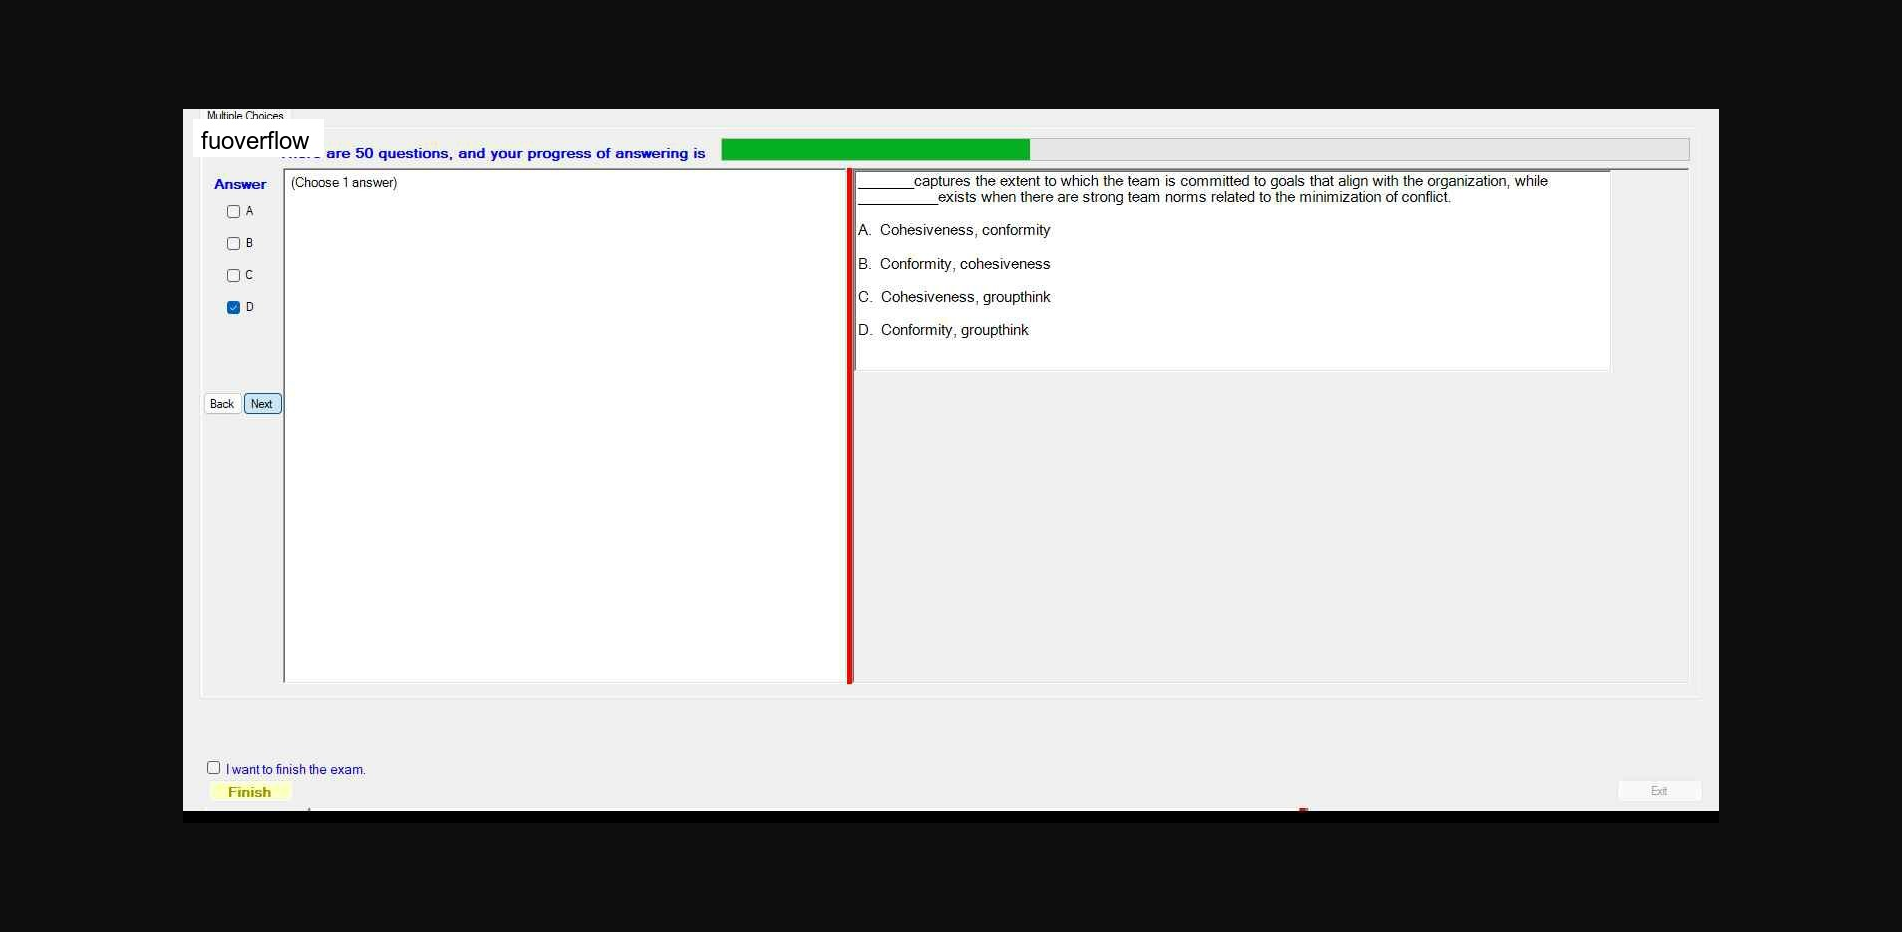 Multiple Choices
fuoverflow
are 50 questions, and your progress of answering is
Answer
(Choose 1 answer)
A
B
C
D
Back Next
_______captures the extent to which the team is committed to goals that align with the organization, while
__________exists when there are strong team norms related to the minimization of conflict.
A. Cohesiveness, conformity
B. Conformity, cohesiveness
C. Cohesiveness, groupthink
D. Conformity, groupthink
I want to finish the exam.
Finish
Exit